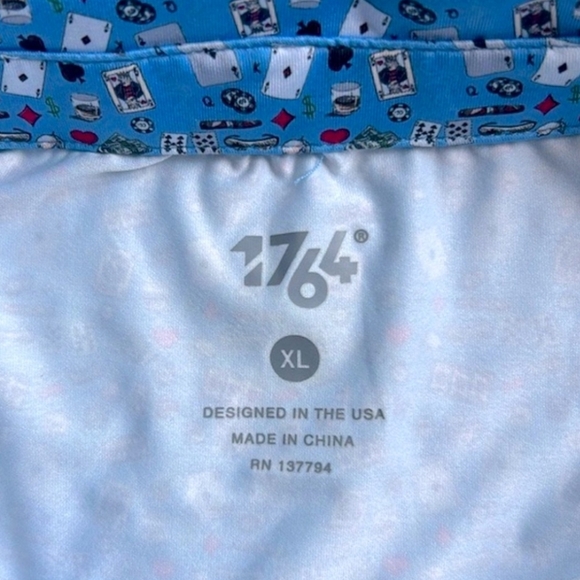 1764®
XL
DESIGNED IN THE USA
MADE IN CHINA
RN 137794